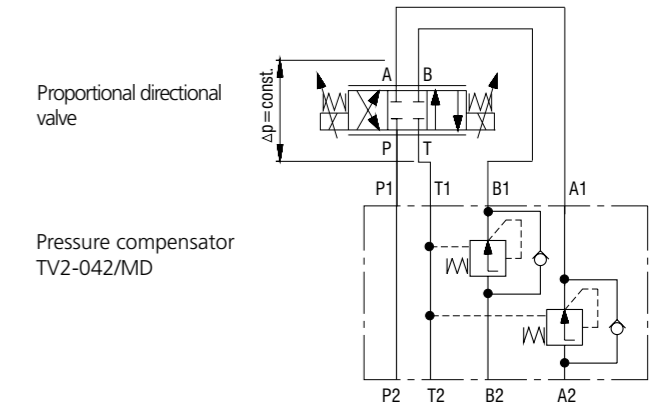 A B
Δp = const.
Proportional directional
valve
P T
P1 T1 B1 A1
Pressure compensator
TV2-042/MD
P2 T2 B2 A2